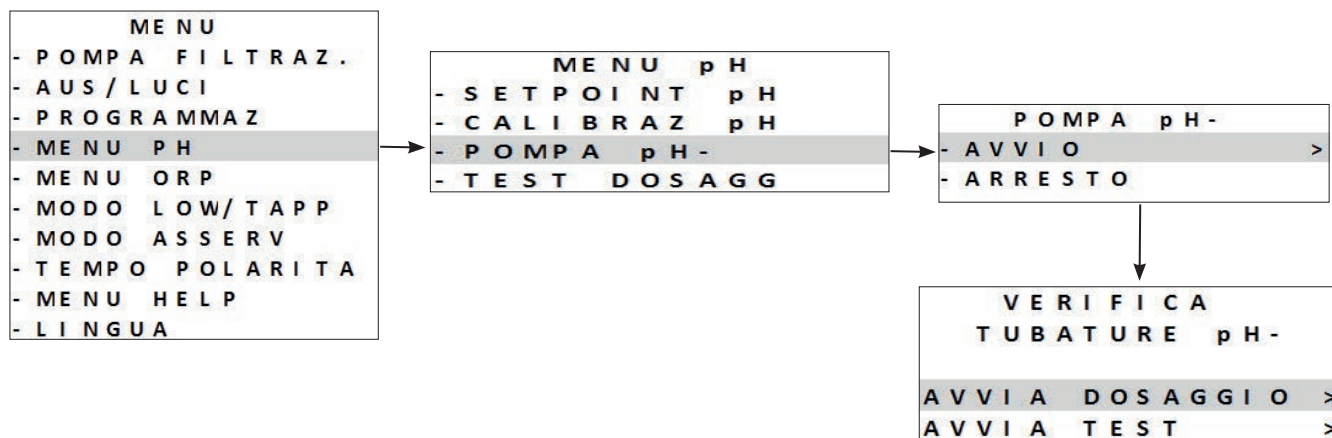 MENU
- POMPA FILTRAZ.
- AUS/LUCI
- PROGRAMMAZ
- MENU PH
- MENU ORP
- MODO LOW/TAPP
- MODO ASSERV
- TEMPO POLARITA
- MENU HELP
- LINGUA
MENU pH
- SETPOINT pH
- CALIBRAZ pH
- POMPA pH-
- TEST DOSAGG
POMPA pH-
- AVVIO >
- ARRESTO
VERIFICA
TUBATURE pH-
AVVIA DOSAGGIO >
AVVIA TEST >